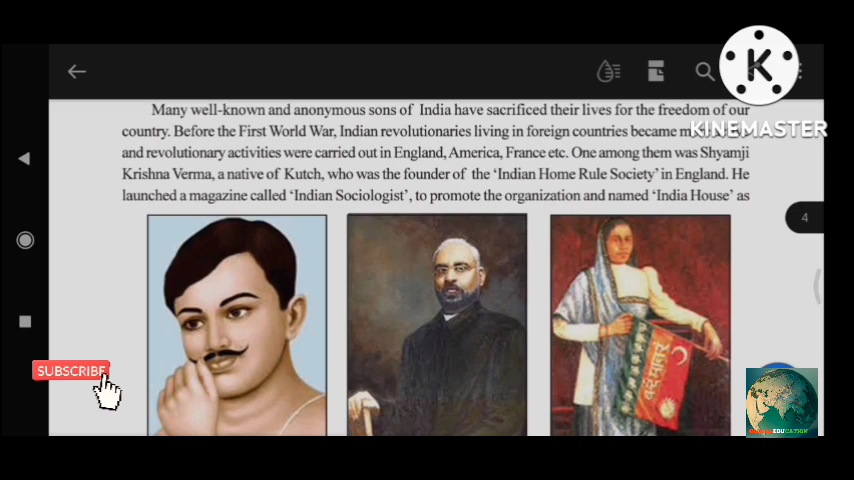 Many well-known and anonymous sons of India have sacrificed their lives for the freedom of our
country. Before the First World War, Indian revolutionaries living in foreign countries became
and revolutionary activities were carried out in England, America, France etc. One among them was Shyamji
Krishna Verma, a native of Kutch, who was the founder of the ‘Indian Home Rule Society’ in England. He
launched a magazine called ‘Indian Sociologist’, to promote the organization and named ‘India House’ as
K
KINEMASTER
4
वंदे मातरम्
SUBSCRIBE
EDUCATION